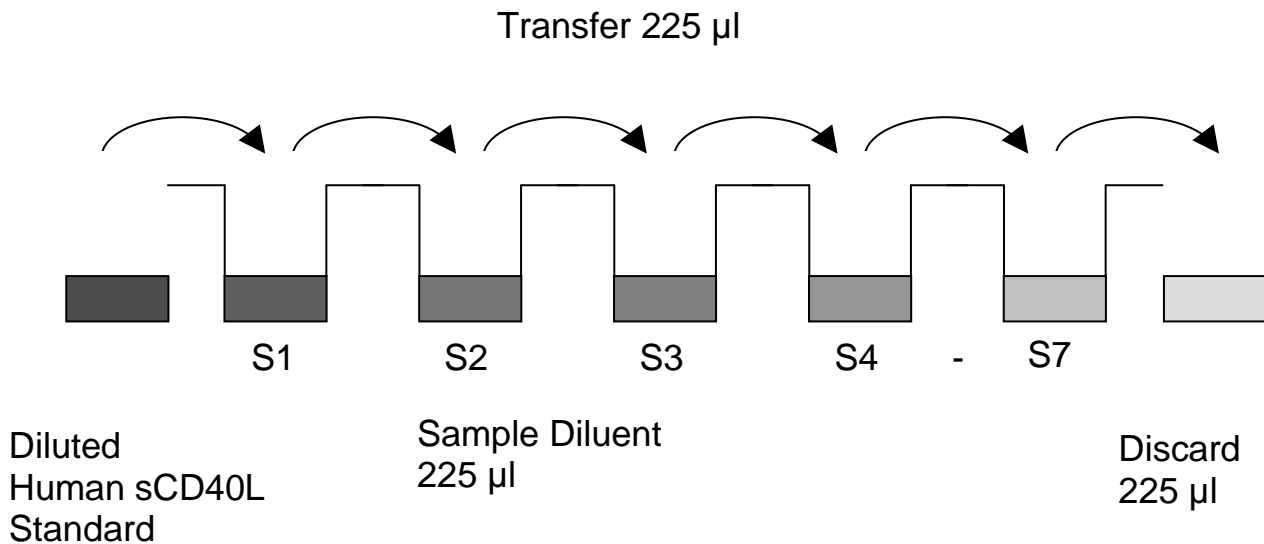 Transfer 225 µl
S1 S2 S3 S4 - S7
Diluted
Human sCD40L
Standard
Sample Diluent
225 µl
Discard
225 µl